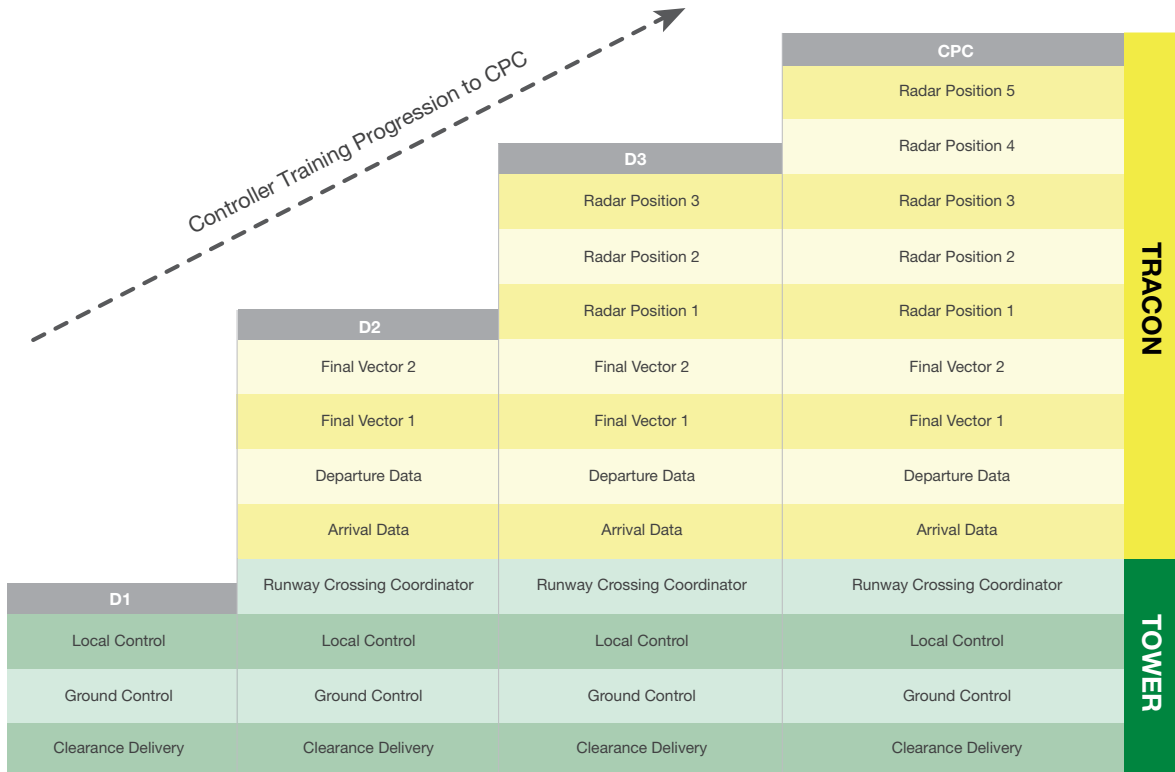 Controller Training Progression to CPC
D1
Local Control
Ground Control
Clearance Delivery
D2
Final Vector 2
Final Vector 1
Departure Data
Arrival Data
Runway Crossing Coordinator
Local Control
Ground Control
Clearance Delivery
D3
Radar Position 3
Radar Position 2
Radar Position 1
Final Vector 2
Final Vector 1
Departure Data
Arrival Data
Runway Crossing Coordinator
Local Control
Ground Control
Clearance Delivery
CPC
Radar Position 5
Radar Position 4
Radar Position 3
Radar Position 2
Radar Position 1
Final Vector 2
Final Vector 1
Departure Data
Arrival Data
Runway Crossing Coordinator
Local Control
Ground Control
Clearance Delivery
TRACON
TOWER